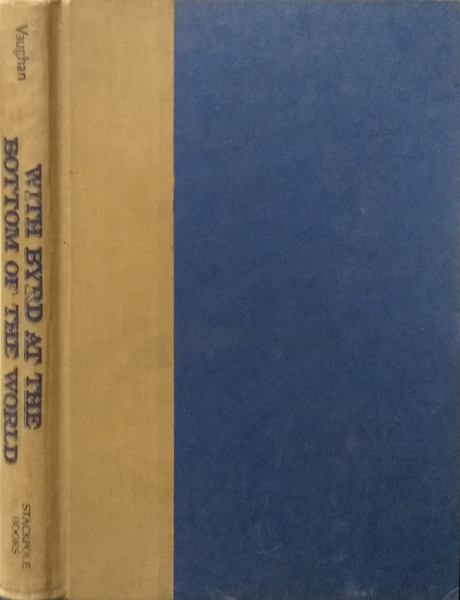 Vaughan
WITH BYRD AT THE
BOTTOM OF THE WORLD
STACKPOLE
BOOKS